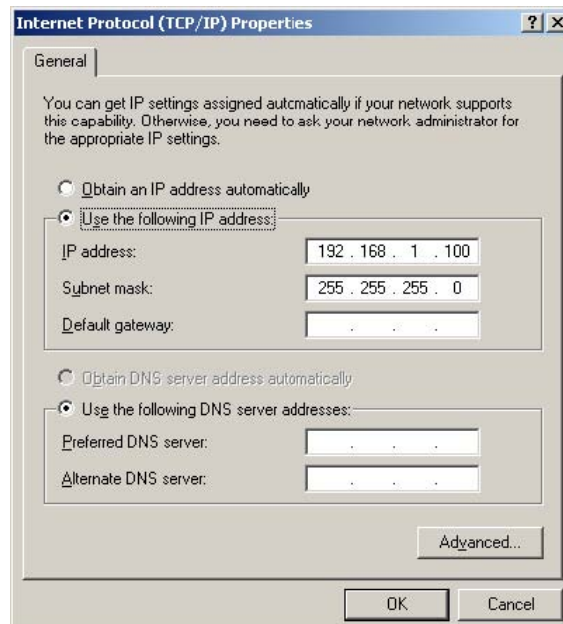 Internet Protocol (TCP/IP) Properties
General
You can get IP settings assigned automatically if your network supports
this capability. Otherwise, you need to ask your network administrator for
the appropriate IP settings.
Obtain an IP address automatically
Use the following IP address:
IP address: 192 . 168 . 1 . 100
Subnet mask: 255 . 255 . 255 . 0
Default gateway: . . .
Obtain DNS server address automatically
Use the following DNS server addresses:
Preferred DNS server: . . .
Alternate DNS server: . . .
Advanced...
OK Cancel